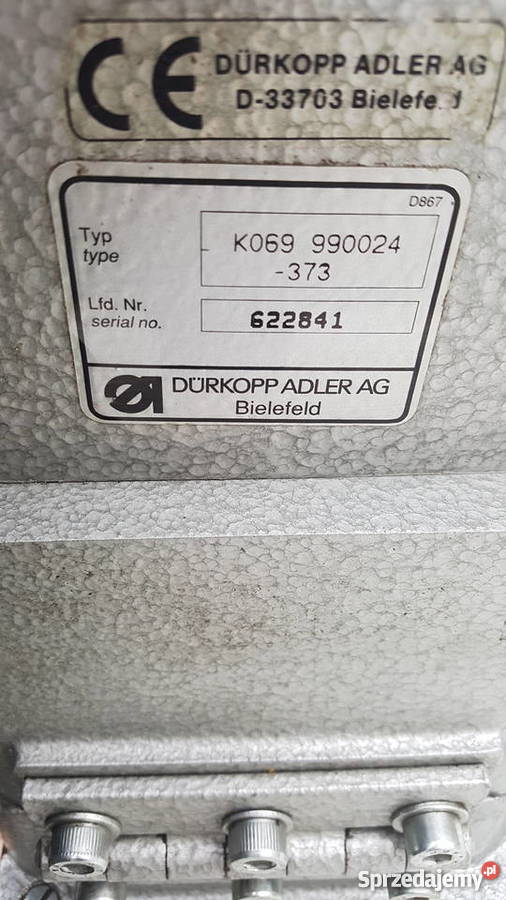 CE DÜRKOPP ADLER AG
D-33703 Bielefeld
D867
Typ
type
K069 990024
-373
Lfd. Nr.
serial no.
622841
DÜRKOPP ADLER AG
Bielefeld
Sprzedajemy.pl